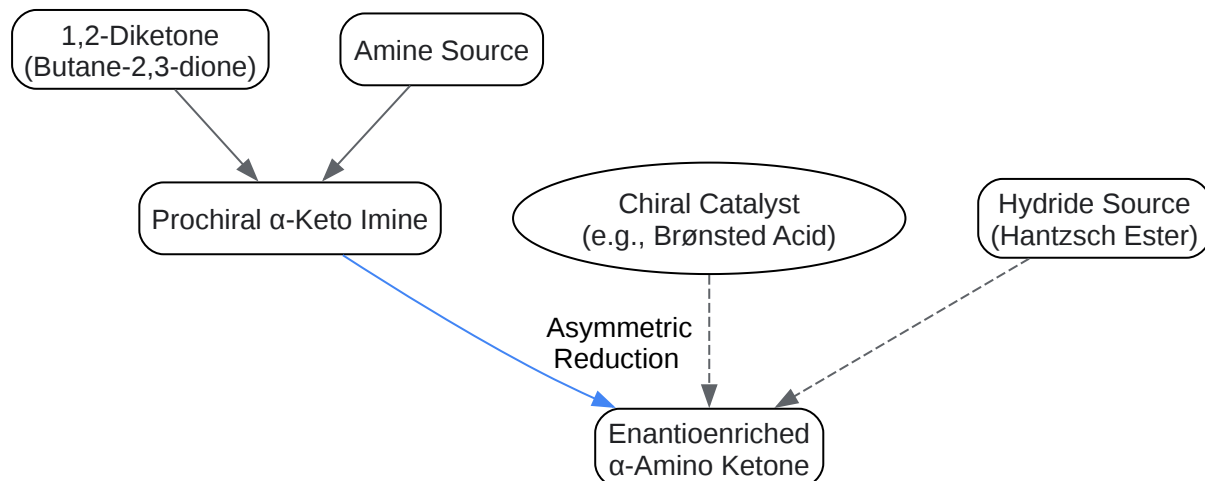 1,2-Diketone
(Butane-2,3-dione)
Amine Source
Prochiral α-Keto Imine
Chiral Catalyst
(e.g., Brønsted Acid)
Hydride Source
(Hantzsch Ester)
Asymmetric
Reduction
Enantioenriched
α-Amino Ketone